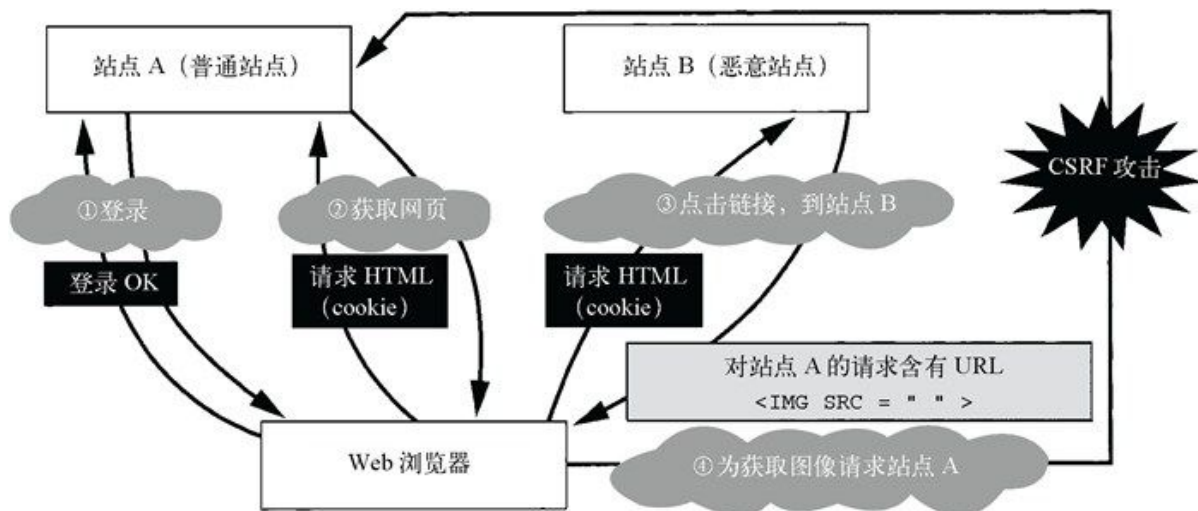 站点 A（普通站点）
站点 B（恶意站点）
CSRF 攻击
①登录
②获取网页
③点击链接，到站点 B
登录 OK
请求 HTML
（cookie）
请求 HTML
（cookie）
对站点 A 的请求含有 URL
<IMG SRC = " " >
Web 浏览器
④为获取图像请求站点 A